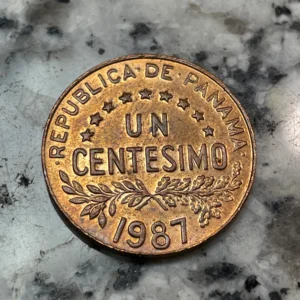 ·REPUBLICA·DE·PANAMA·
UN
CENTESIMO
1987